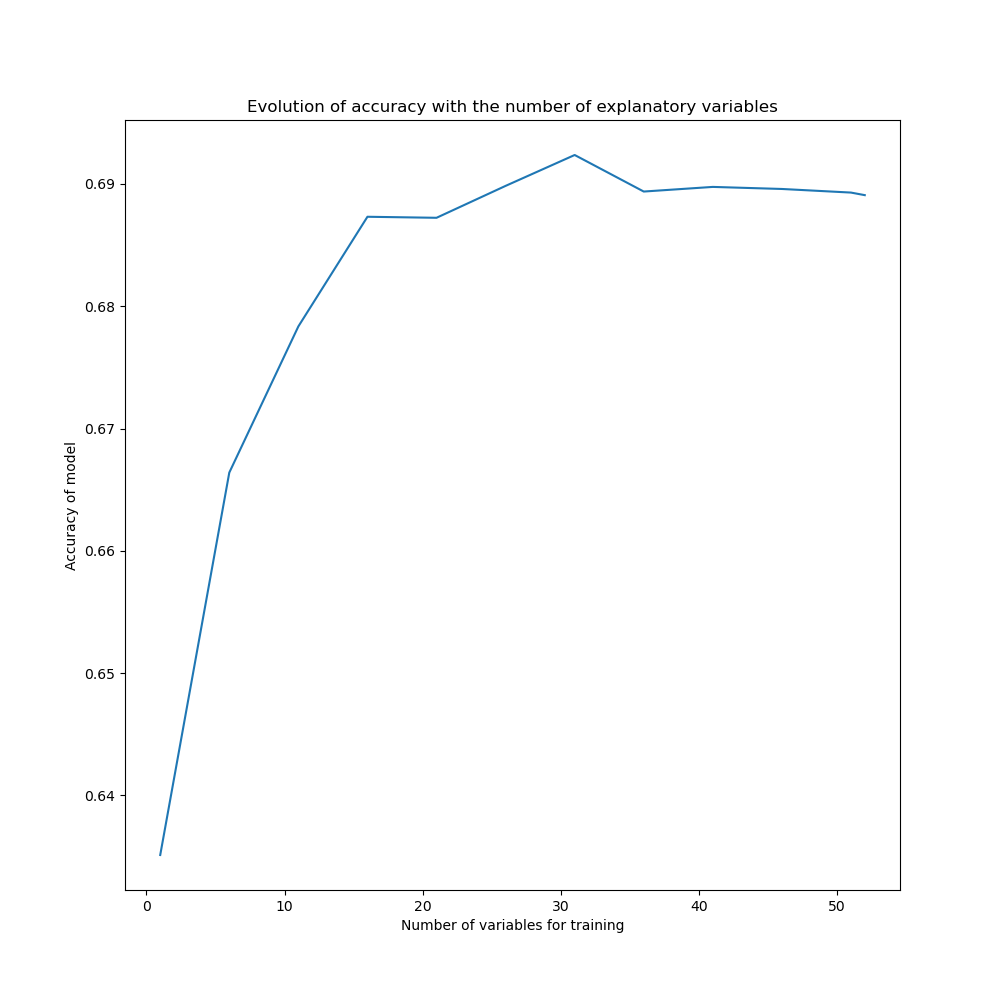 Evolution of accuracy with the number of explanatory variables
0.69
0.68
0.67
0.66
0.65
0.64
Accuracy of model
0 10 20 30 40 50
Number of variables for training